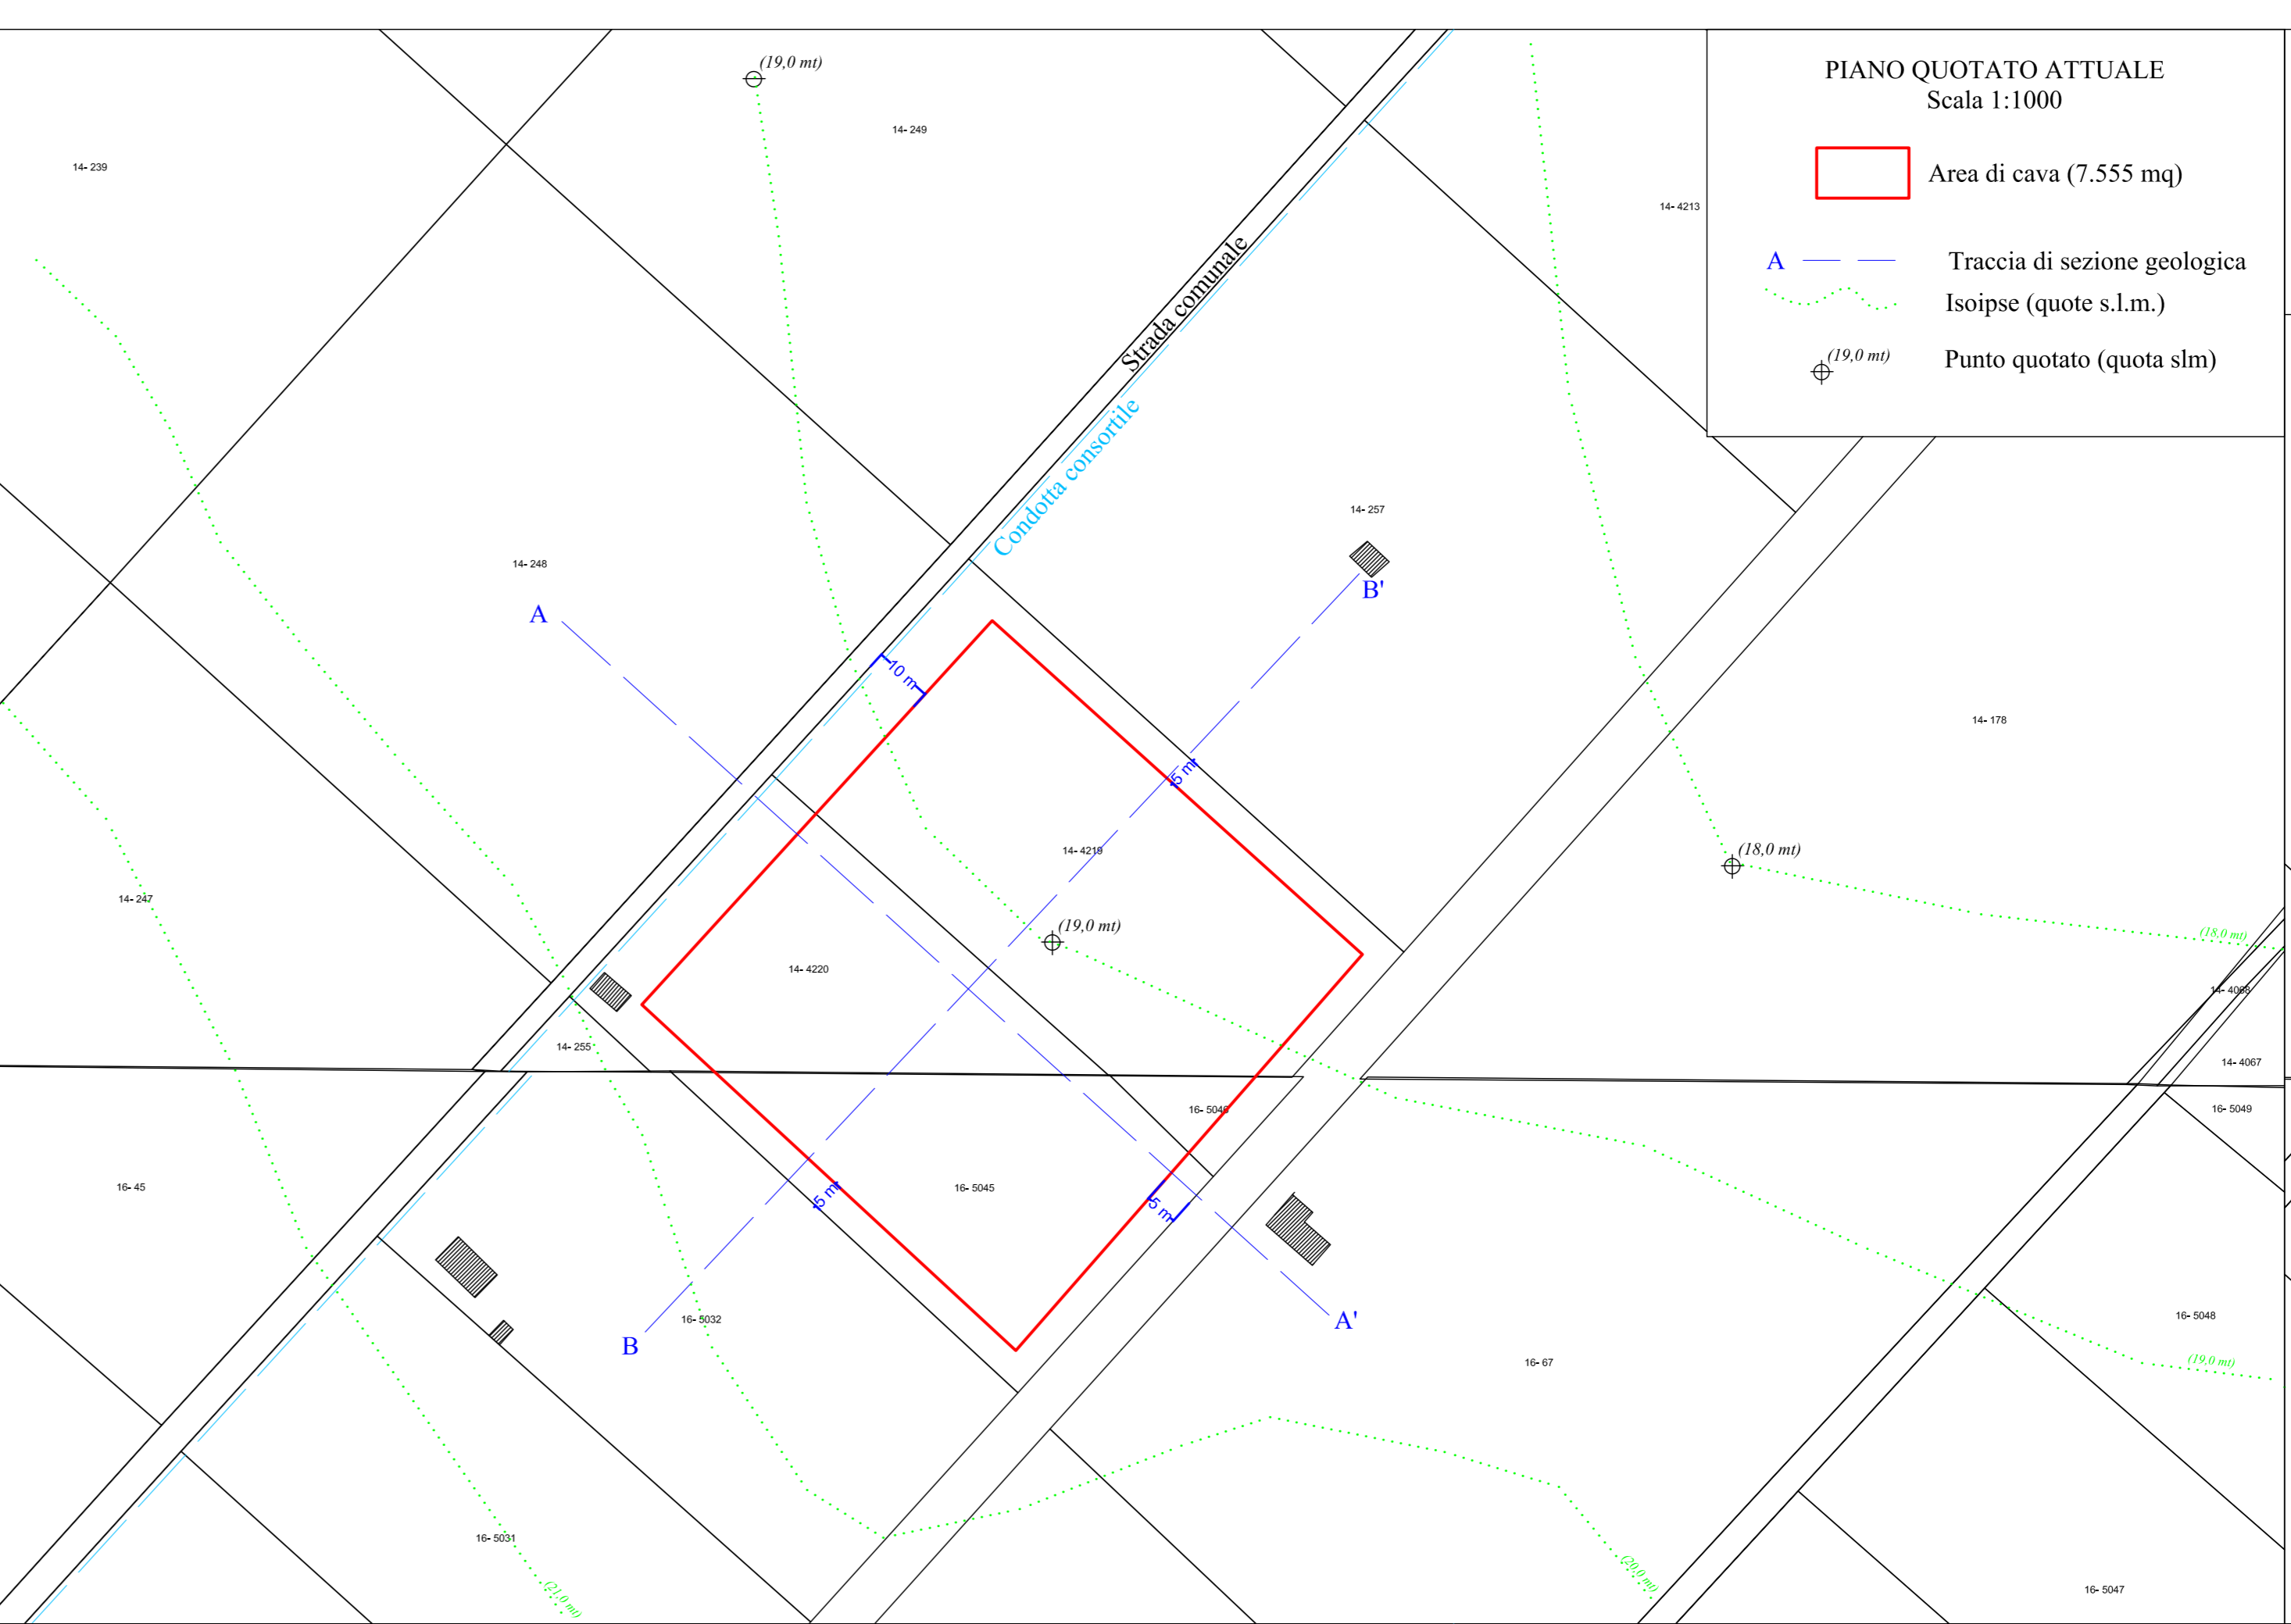 PIANO QUOTATO ATTUALE
Scala 1:1000
Area di cava (7.555 mq)
A
Traccia di sezione geologica
Isoipse (quote s.l.m.)
(19,0 mt)
Punto quotato (quota slm)
(19,0 mt)
14- 249
14- 239
14- 4213
Strada comunale
Condotta consortile
14- 257
14- 248
B'
A
10 m
14- 178
5 m
14- 4219
(18,0 mt)
14- 247
(19,0 mt)
(18,0 mt)
14- 4220
14- 4068
14- 255
14- 4067
16- 5046
16- 5049
16- 45
16- 5045
5 m
5 m
16- 5032
A'
16- 5048
B
16- 67
(19,0 mt)
16- 5031
(20,0 mt)
(21,0 mt)
16- 5047